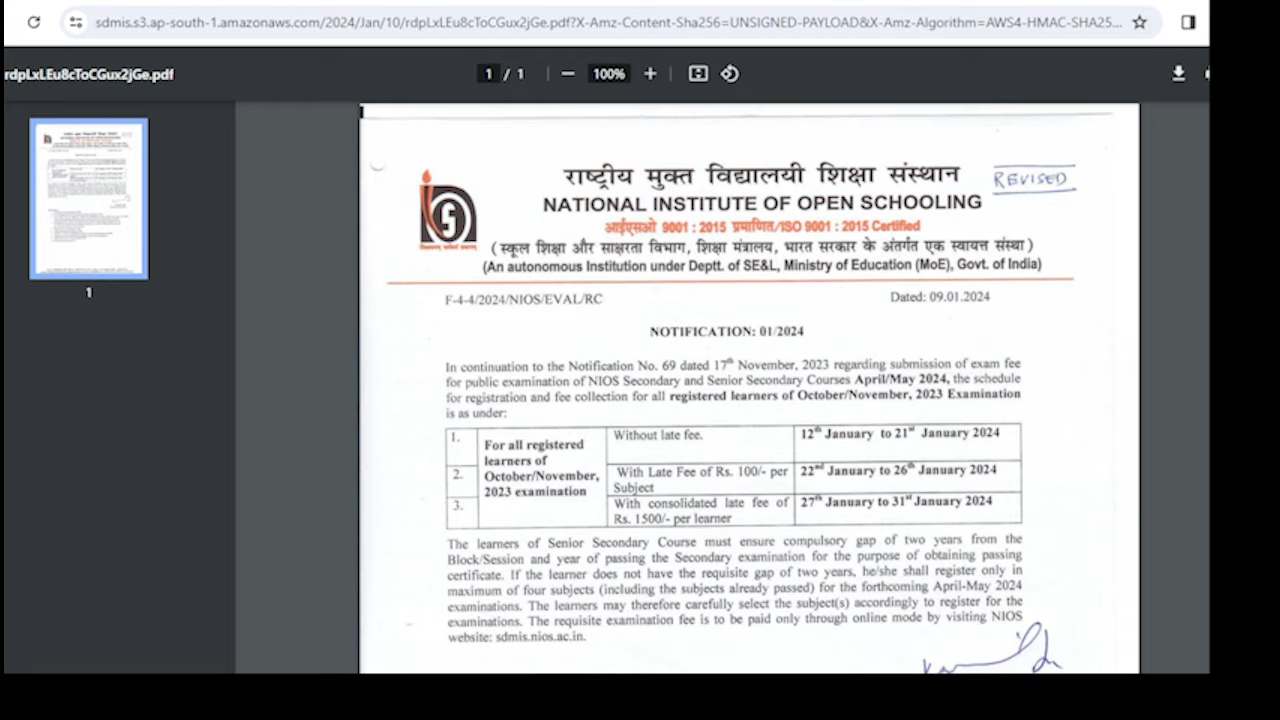 sdmis.s3.ap-south-1.amazonaws.com/2024/Jan/10/rdpLxLEu8cToCGux2jGe.pdf?X-Amz-Content-Sha256=UNSIGNED-PAYLOAD&X-Amz-Algorithm=AWS4-HMAC-SHA25...
rdpLxLEu8cToCGux2jGe.pdf
1 / 1
100%
1
राष्ट्रीय मुक्त विद्यालयी शिक्षा संस्थान
REVISED
NATIONAL INSTITUTE OF OPEN SCHOOLING
आईएसओ 9001 : 2015 प्रमाणित/ISO 9001 : 2015 Certified
(स्कूल शिक्षा और साक्षरता विभाग, शिक्षा मंत्रालय, भारत सरकार के अंतर्गत एक स्वायत्त संस्था)
(An autonomous Institution under Deptt. of SE&L, Ministry of Education (MoE), Govt. of India)
F-4-4/2024/NIOS/EVAL/RC
Dated: 09.01.2024
NOTIFICATION: 01/2024
In continuation to the Notification No. 69 dated 17th November, 2023 regarding submission of exam fee
for public examination of NIOS Secondary and Senior Secondary Courses April/May 2024, the schedule
for registration and fee collection for all registered learners of October/November, 2023 Examination
is as under:
1.
For all registered
learners of
October/November,
2023 examination
Without late fee.
12th January to 21st January 2024
2.
With Late Fee of Rs. 100/- per
Subject
22nd January to 26th January 2024
3.
With consolidated late fee of
Rs. 1500/- per learner
27th January to 31st January 2024
The learners of Senior Secondary Course must ensure compulsory gap of two years from the
Block/Session and year of passing the Secondary examination for the purpose of obtaining passing
certificate. If the learner does not have the requisite gap of two years, he/she shall register only in
maximum of four subjects (including the subjects already passed) for the forthcoming April-May 2024
examinations. The learners may therefore carefully select the subject(s) accordingly to register for the
examinations. The requisite examination fee is to be paid only through online mode by visiting NIOS
website: sdmis.nios.ac.in.